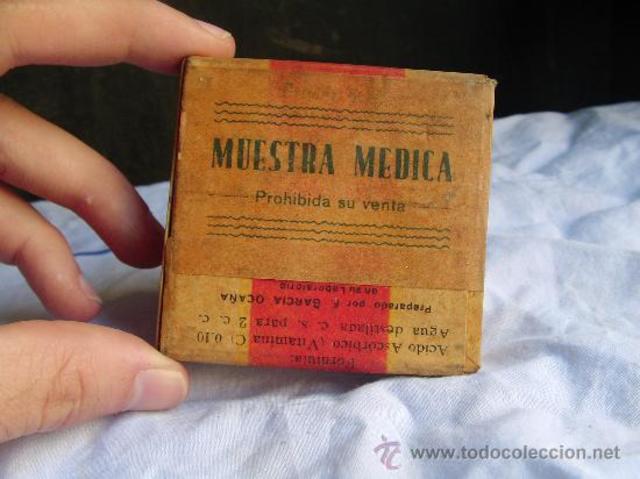 MUESTRA MEDICA
Prohibida su venta
Fórmula:
Acido Ascórbico (Vitamina C) 0,10
Agua destilada c. s. para 2 c. c.
Preparado por F. GARCIA OCAÑA
en su Laboratorio
todocoleccion
www.todocoleccion.net